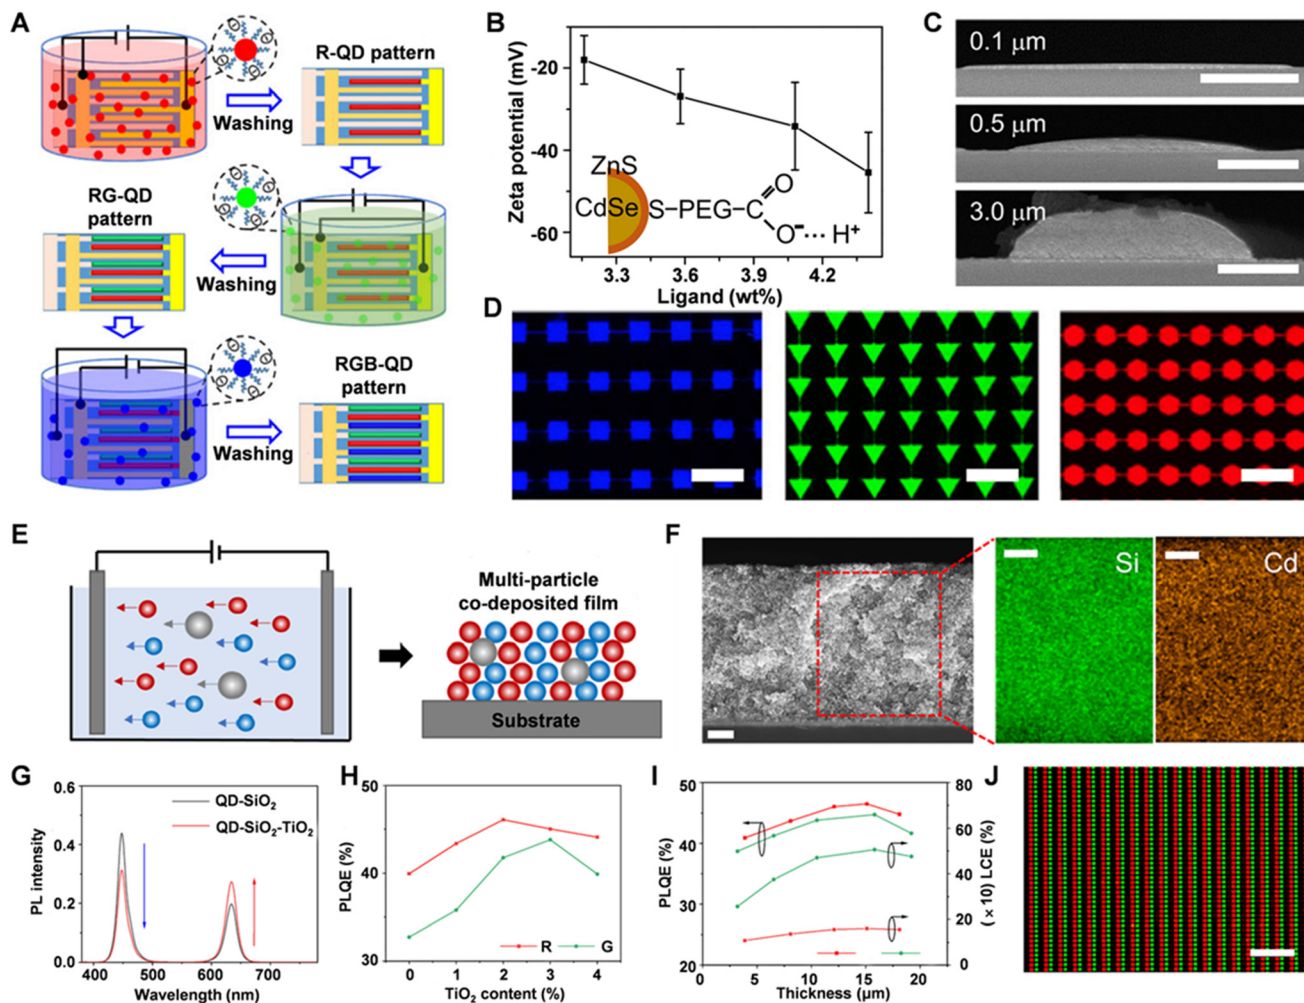 A
R-QD pattern
Washing
RG-QD
pattern
Washing
RGB-QD
pattern
Washing
B
Zeta potential (mV)
-20
-40
-60
ZnS
CdSe
S-PEG-C
O
O⁻··· H⁺
3.3
3.6
3.9
4.2
Ligand (wt%)
C
0.1 μm
0.5 μm
3.0 μm
D
E
Multi-particle
co-deposited film
Substrate
F
Si
Cd
G
PL intensity
0.6
0.4
0.2
0.0
QD-SiO₂
QD-SiO₂-TiO₂
400
500
600
700
Wavelength (nm)
H
PLQE (%)
50
40
30
R
G
0
1
2
3
4
TiO₂ content (%)
I
PLQE (%)
50
45
40
35
30
25
20
80
60
40
20
0
(×10) LCE (%)
0
5
10
15
20
Thickness (μm)
J